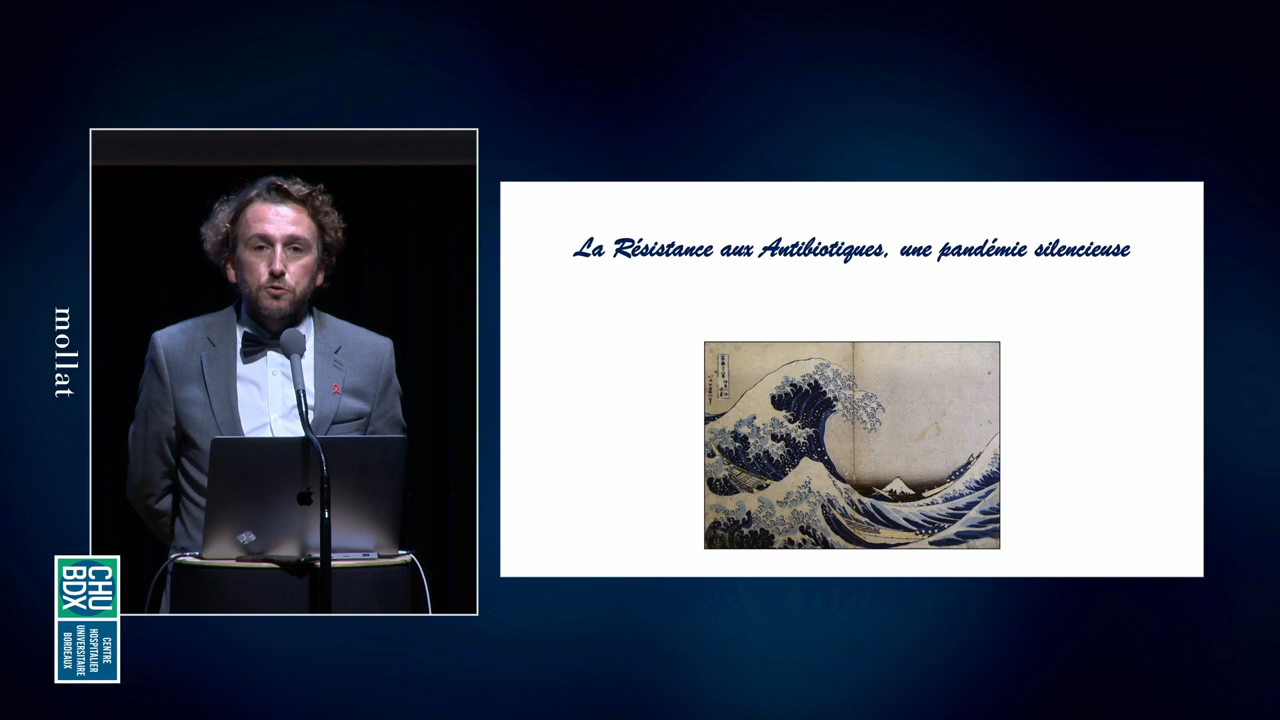 La Résistance aux Antibiotiques, une pandémie silencieuse
mollat
CHU
BDX
CENTRE
HOSPITALIER
UNIVERSITAIRE
BORDEAUX